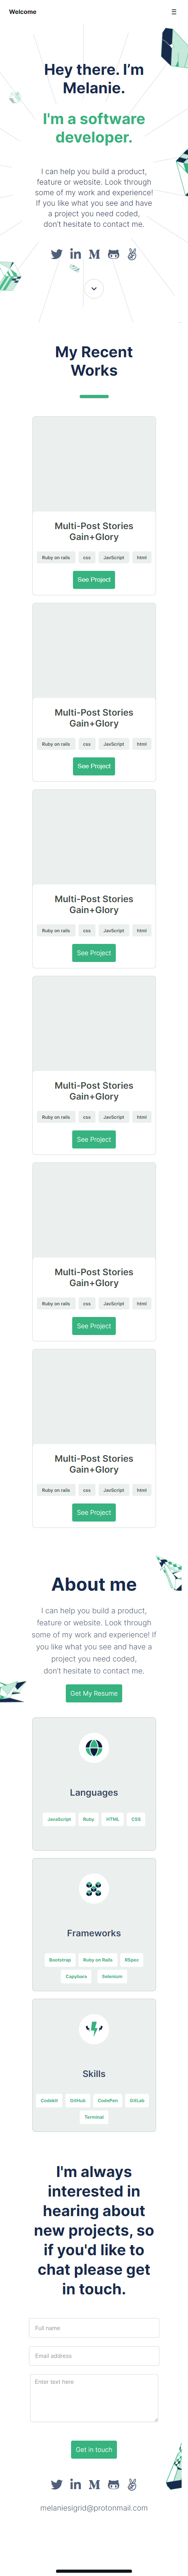 Welcome
Hey there. I’m
Melanie.
I'm a software
developer.
I can help you build a product,
feature or website. Look through
some of my work and experience!
If you like what you see and have
a project you need coded,
don't hesitate to contact me.
My Recent
Works
Multi-Post Stories
Gain+Glory
Ruby on rails css JavScript html
See Project
Multi-Post Stories
Gain+Glory
Ruby on rails css JavScript html
See Project
Multi-Post Stories
Gain+Glory
Ruby on rails css JavScript html
See Project
Multi-Post Stories
Gain+Glory
Ruby on rails css JavScript html
See Project
Multi-Post Stories
Gain+Glory
Ruby on rails css JavScript html
See Project
Multi-Post Stories
Gain+Glory
Ruby on rails css JavScript html
See Project
About me
I can help you build a product,
feature or website. Look through
some of my work and experience! If
you like what you see and have a
project you need coded,
don't hesitate to contact me.
Get My Resume
Languages
JavaScript Ruby HTML CSS
Frameworks
Bootstrap Ruby on Rails RSpec
Capybara Selenium
Skills
Codekit GitHub CodePen GitLab
Terminal
I'm always
interested in
hearing about
new projects, so
if you'd like to
chat please get
in touch.
Full name
Email address
Enter text here
Get in touch
melaniesigrid@protonmail.com